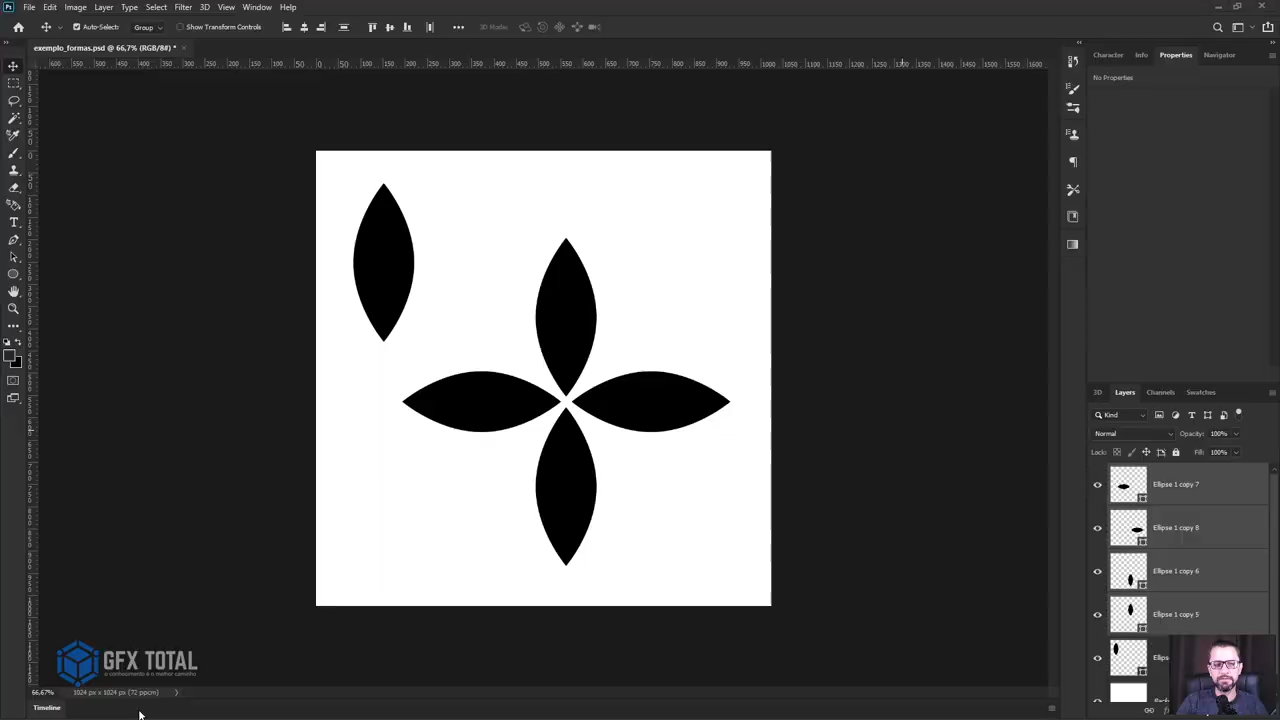 Ps File Edit Image Layer Type Select Filter 3D View Window Help
Auto-Select: Group Show Transform Controls 3D Mode:
exemplo_formas.psd @ 66,7% (RGB/8#) *
Character Info Properties Navigator
No Properties
3D Layers Channels Swatches
Kind
Normal Opacity: 100%
Lock: Fill: 100%
Ellipse 1 copy 7
Ellipse 1 copy 8
Ellipse 1 copy 6
Ellipse 1 copy 5
GFX TOTAL
o conhecimento é o melhor caminho
66.67% 1024 px x 1024 px (72 ppcm)
Timeline